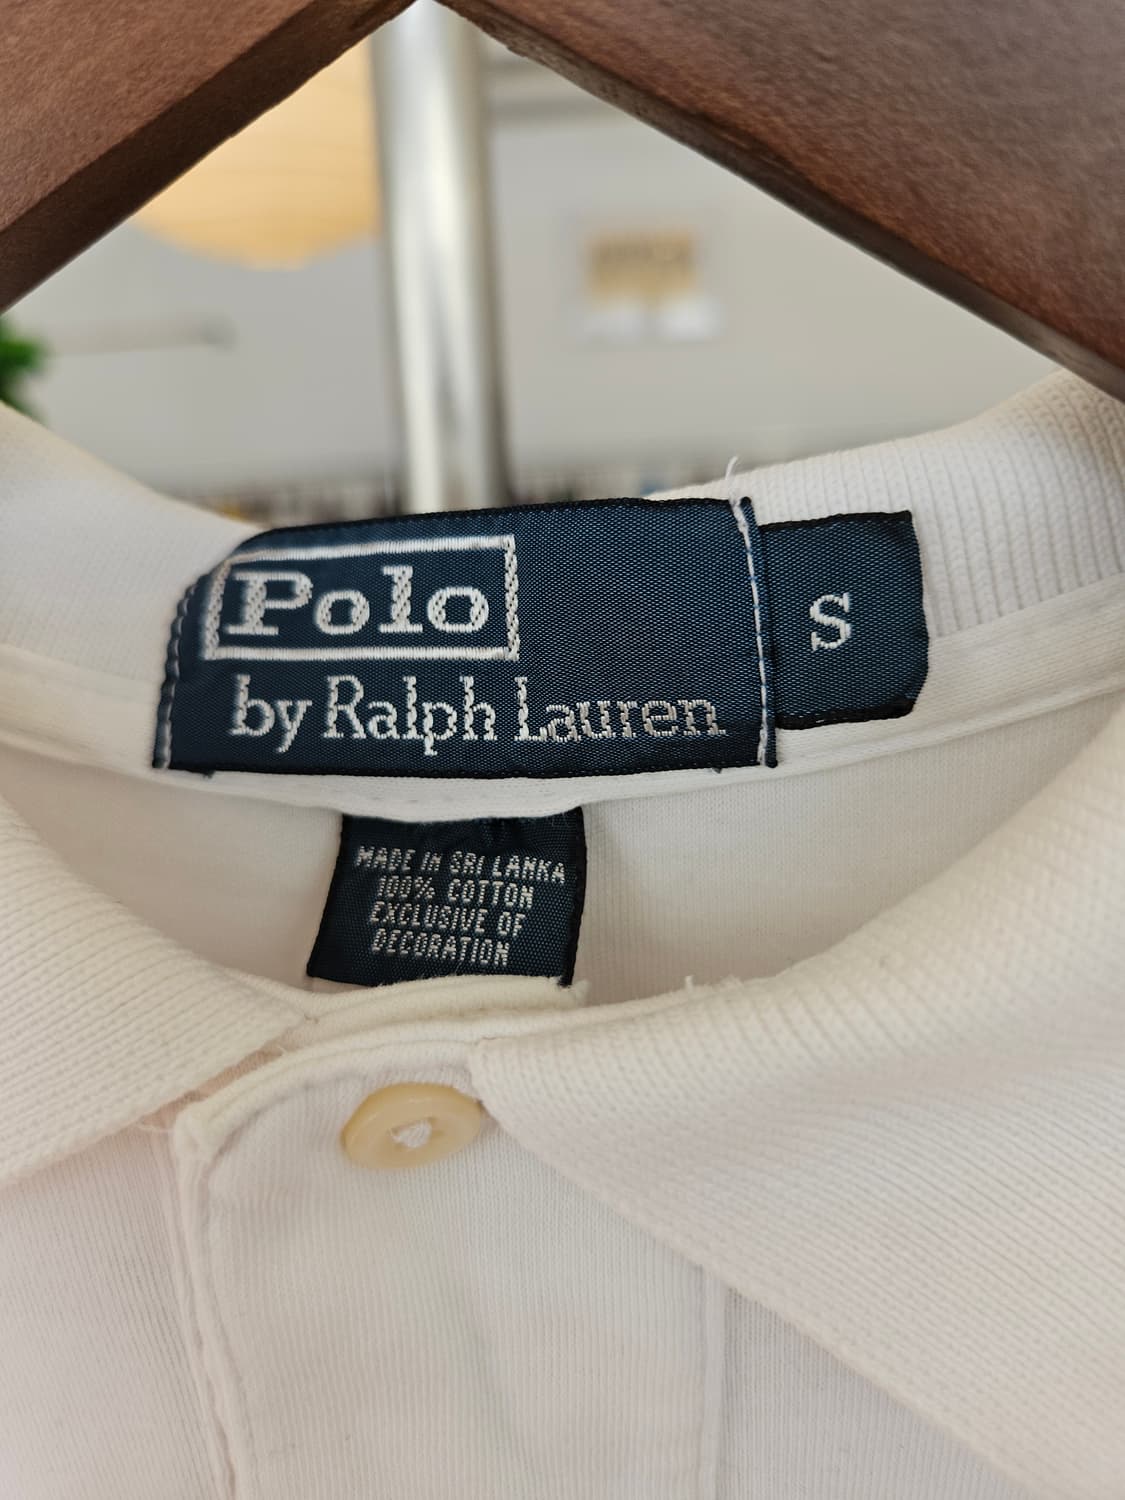 Polo
by Ralph Lauren
S
MADE IN SRI LANKA
100% COTTON
EXCLUSIVE OF
DECORATION